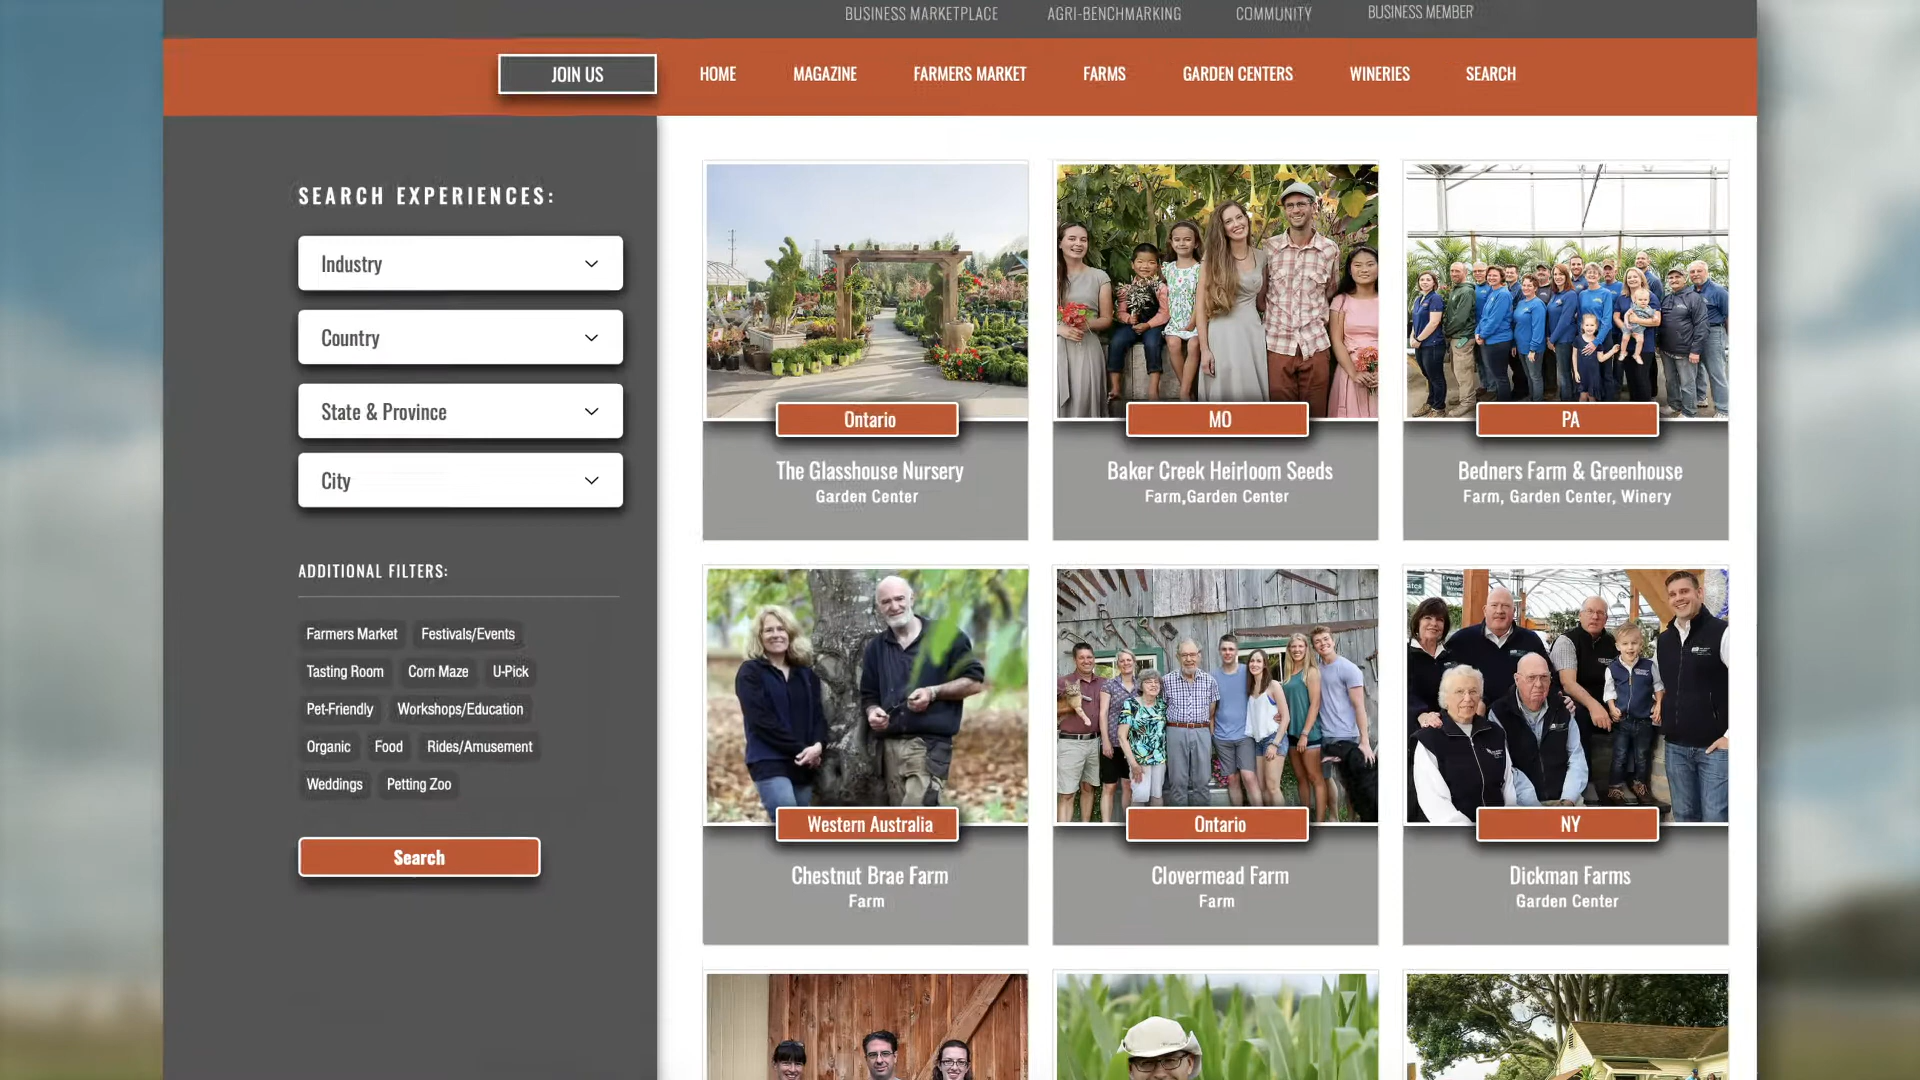 BUSINESS MARKETPLACE AGRI-BENCHMARKING COMMUNITY BUSINESS MEMBER
JOIN US HOME MAGAZINE FARMERS MARKET FARMS GARDEN CENTERS WINERIES SEARCH
SEARCH EXPERIENCES:
Industry
Country
State & Province
City
ADDITIONAL FILTERS:
Farmers Market Festivals/Events
Tasting Room Corn Maze U-Pick
Pet-Friendly Workshops/Education
Organic Food Rides/Amusement
Weddings Petting Zoo
Search
Ontario
The Glasshouse Nursery
Garden Center
MO
Baker Creek Heirloom Seeds
Farm,Garden Center
PA
Bedners Farm & Greenhouse
Farm, Garden Center, Winery
Western Australia
Chestnut Brae Farm
Farm
Ontario
Clovermead Farm
Farm
NY
Dickman Farms
Garden Center